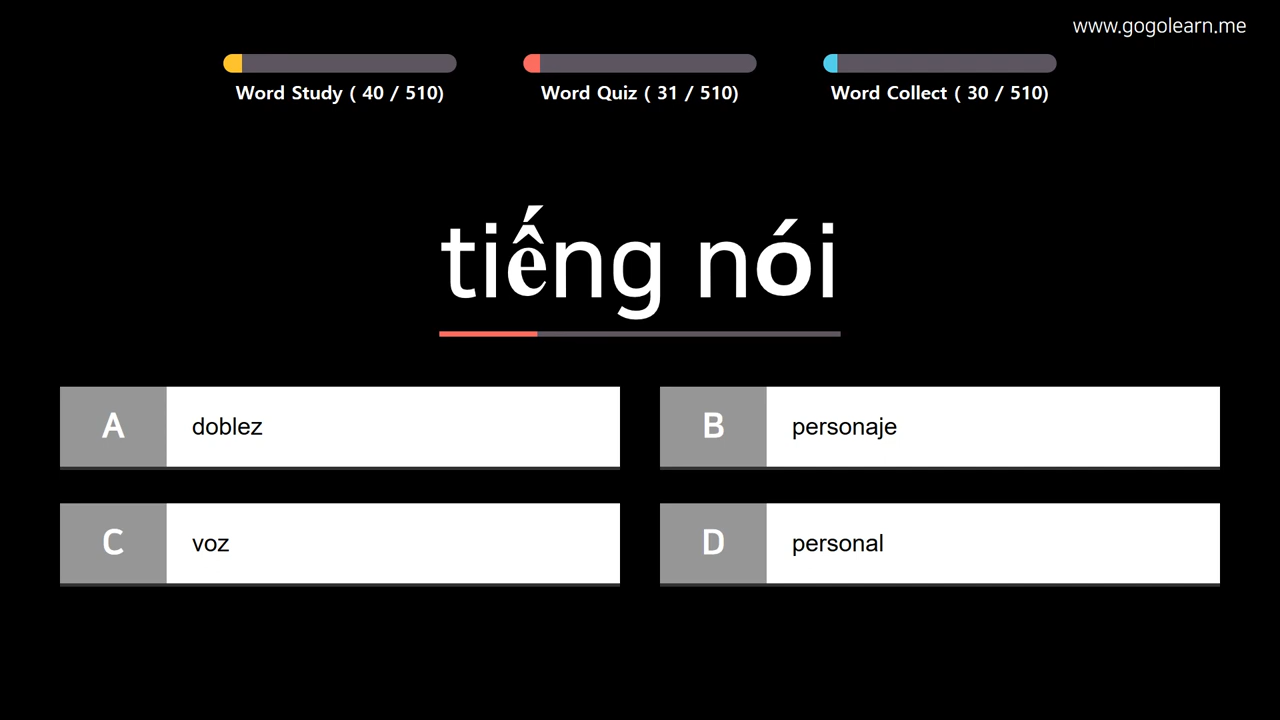 www.gogolearn.me
Word Study ( 40 / 510)
Word Quiz ( 31 / 510)
Word Collect ( 30 / 510)
tiếng nói
A doblez
B personaje
C voz
D personal